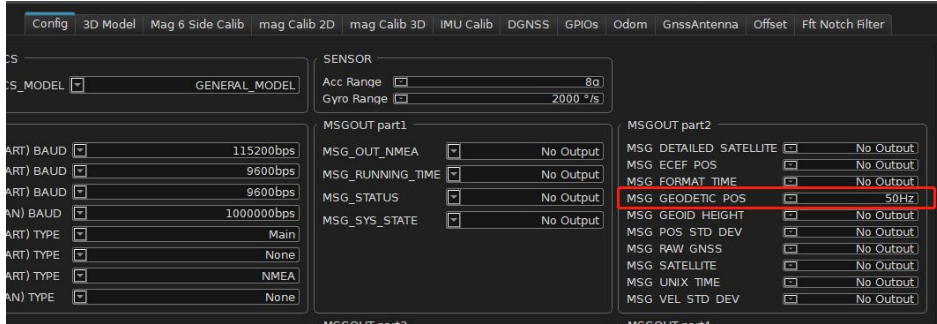 Config 3D Model Mag 6 Side Calib mag Calib 2D mag Calib 3D IMU Calib DGNSS GPIOs Odom GnssAntenna Offset Fft Notch Filter
CS
CS_MODEL GENERAL_MODEL
ART) BAUD 115200bps
ART) BAUD 9600bps
ART) BAUD 9600bps
AN) BAUD 1000000bps
ART) TYPE Main
ART) TYPE None
ART) TYPE NMEA
AN) TYPE None
SENSOR
Acc Range 8g
Gyro Range 2000 °/s
MSGOUT part1
MSG_OUT_NMEA No Output
MSG_RUNNING_TIME No Output
MSG_STATUS No Output
MSG_SYS_STATE No Output
MSGOUT part2
MSG DETAILED SATELLITE No Output
MSG ECEF POS No Output
MSG FORMAT TIME No Output
MSG GEODETIC POS 50Hz
MSG GEOID HEIGHT No Output
MSG POS STD DEV No Output
MSG RAW GNSS No Output
MSG SATELLITE No Output
MSG UNIX TIME No Output
MSG VEL STD DEV No Output